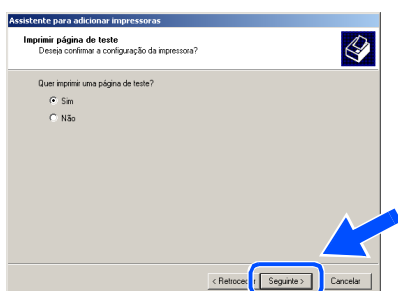 Assistente para adicionar impressoras
Imprimir página de teste
Deseja confirmar a configuração da impressora?
Quer imprimir uma página de teste?
Sim
Não
< Retroceder Seguinte > Cancelar